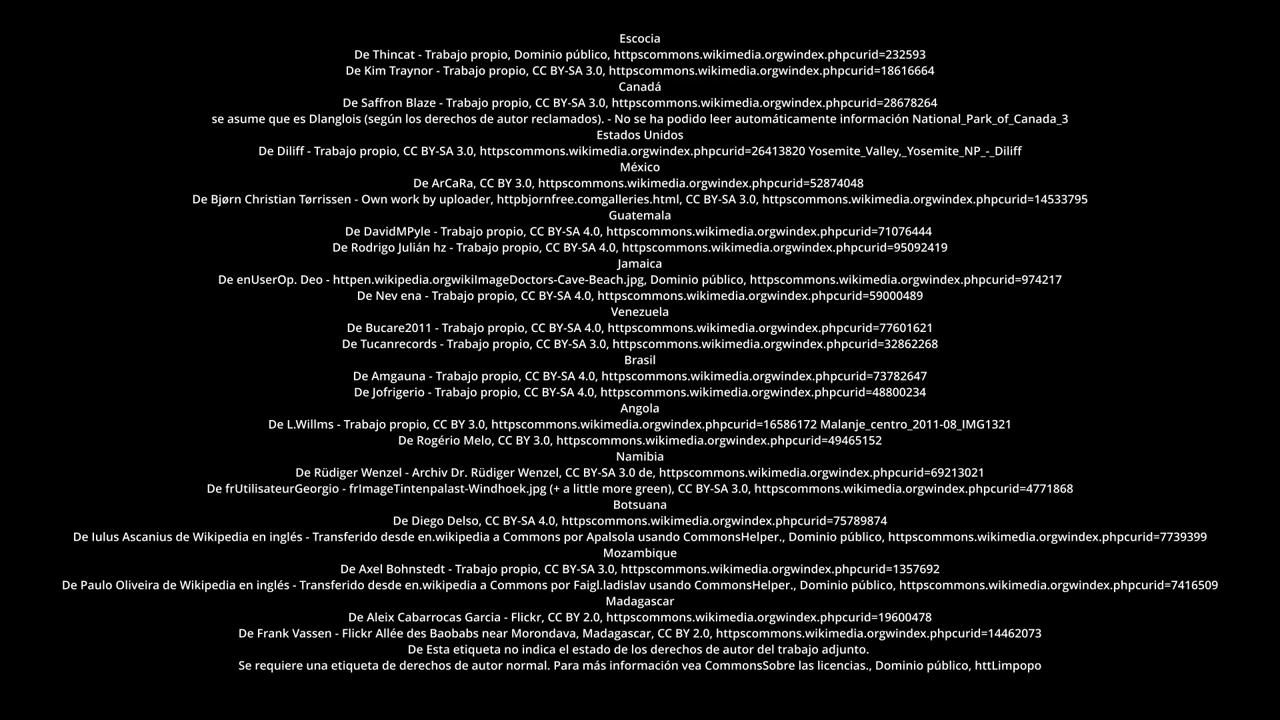 Escocia
De Thincat - Trabajo propio, Dominio público, httpscommons.wikimedia.orgwindex.phpcurid=232593
De Kim Traynor - Trabajo propio, CC BY-SA 3.0, httpscommons.wikimedia.orgwindex.phpcurid=18616664
Canadá
De Saffron Blaze - Trabajo propio, CC BY-SA 3.0, httpscommons.wikimedia.orgwindex.phpcurid=28678264
se asume que es Dlanglois (según los derechos de autor reclamados). - No se ha podido leer automáticamente información National_Park_of_Canada_3
Estados Unidos
De Diliff - Trabajo propio, CC BY-SA 3.0, httpscommons.wikimedia.orgwindex.phpcurid=26413820 Yosemite_Valley,_Yosemite_NP_-_Diliff
México
De ArCaRa, CC BY 3.0, httpscommons.wikimedia.orgwindex.phpcurid=52874048
De Bjørn Christian Tørrissen - Own work by uploader, httpbjornfree.comgalleries.html, CC BY-SA 3.0, httpscommons.wikimedia.orgwindex.phpcurid=14533795
Guatemala
De DavidMPyle - Trabajo propio, CC BY-SA 4.0, httpscommons.wikimedia.orgwindex.phpcurid=71076444
De Rodrigo Julián hz - Trabajo propio, CC BY-SA 4.0, httpscommons.wikimedia.orgwindex.phpcurid=95092419
Jamaica
De enUserOp. Deo - httpen.wikipedia.orgwikiImageDoctors-Cave-Beach.jpg, Dominio público, httpscommons.wikimedia.orgwindex.phpcurid=974217
De Nev ena - Trabajo propio, CC BY-SA 4.0, httpscommons.wikimedia.orgwindex.phpcurid=59000489
Venezuela
De Bucare2011 - Trabajo propio, CC BY-SA 4.0, httpscommons.wikimedia.orgwindex.phpcurid=77601621
De Tucanrecords - Trabajo propio, CC BY-SA 3.0, httpscommons.wikimedia.orgwindex.phpcurid=32862268
Brasil
De Amgauna - Trabajo propio, CC BY-SA 4.0, httpscommons.wikimedia.orgwindex.phpcurid=73782647
De Jofrigerio - Trabajo propio, CC BY-SA 4.0, httpscommons.wikimedia.orgwindex.phpcurid=48800234
Angola
De L.Willms - Trabajo propio, CC BY 3.0, httpscommons.wikimedia.orgwindex.phpcurid=16586172 Malanje_centro_2011-08_IMG1321
De Rogério Melo, CC BY 3.0, httpscommons.wikimedia.orgwindex.phpcurid=49465152
Namibia
De Rüdiger Wenzel - Archiv Dr. Rüdiger Wenzel, CC BY-SA 3.0 de, httpscommons.wikimedia.orgwindex.phpcurid=69213021
De frUtilisateurGeorgio - frImageTintenpalast-Windhoek.jpg (+ a little more green), CC BY-SA 3.0, httpscommons.wikimedia.orgwindex.phpcurid=4771868
Botsuana
De Diego Delso, CC BY-SA 4.0, httpscommons.wikimedia.orgwindex.phpcurid=75789874
De Iulus Ascanius de Wikipedia en inglés - Transferido desde en.wikipedia a Commons por Apalsola usando CommonsHelper., Dominio público, httpscommons.wikimedia.orgwindex.phpcurid=7739399
Mozambique
De Axel Bohnstedt - Trabajo propio, CC BY-SA 3.0, httpscommons.wikimedia.orgwindex.phpcurid=1357692
De Paulo Oliveira de Wikipedia en inglés - Transferido desde en.wikipedia a Commons por Faigl.ladislav usando CommonsHelper., Dominio público, httpscommons.wikimedia.orgwindex.phpcurid=7416509
Madagascar
De Aleix Cabarrocas Garcia - Flickr, CC BY 2.0, httpscommons.wikimedia.orgwindex.phpcurid=19600478
De Frank Vassen - Flickr Allée des Baobabs near Morondava, Madagascar, CC BY 2.0, httpscommons.wikimedia.orgwindex.phpcurid=14462073
De Esta etiqueta no indica el estado de los derechos de autor del trabajo adjunto.
Se requiere una etiqueta de derechos de autor normal. Para más información vea CommonsSobre las licencias., Dominio público, httLimpopo